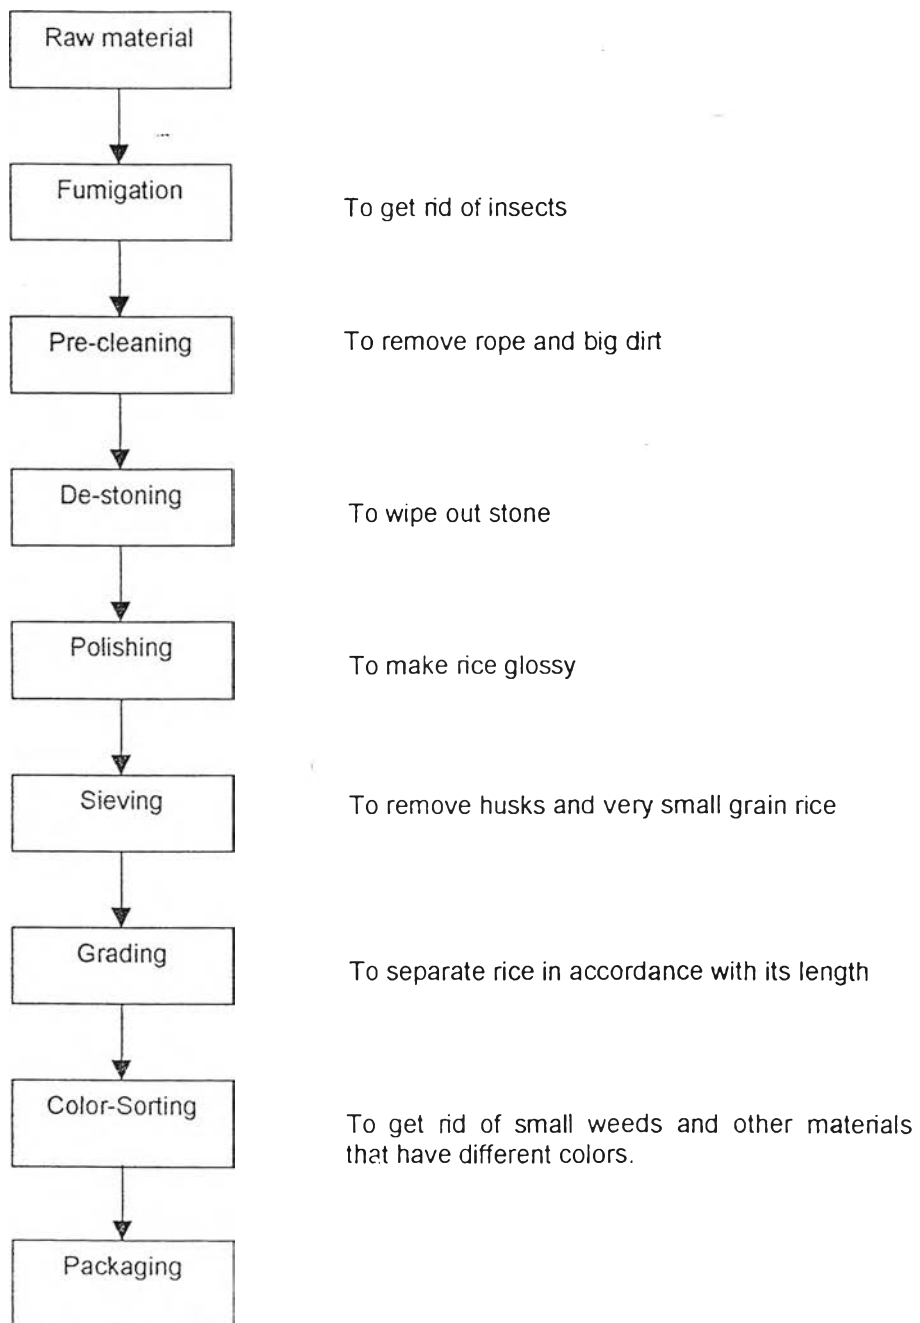 Raw material
Fumigation
To get rid of insects
Pre-cleaning
To remove rope and big dirt
De-stoning
To wipe out stone
Polishing
To make rice glossy
Sieving
To remove husks and very small grain rice
Grading
To separate rice in accordance with its length
Color-Sorting
To get rid of small weeds and other materials
that have different colors.
Packaging